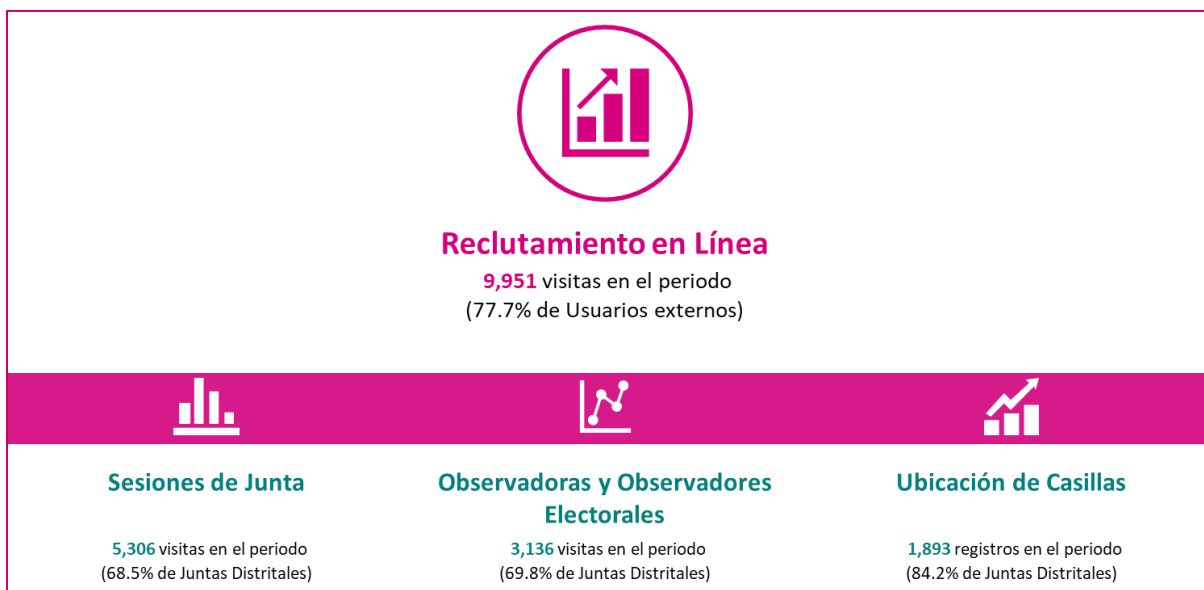 Reclutamiento en Línea
9,951 visitas en el periodo
(77.7% de Usuarios externos)
Sesiones de Junta
5,306 visitas en el periodo
(68.5% de Juntas Distritales)
Observadoras y Observadores
Electorales
3,136 visitas en el periodo
(69.8% de Juntas Distritales)
Ubicación de Casillas
1,893 registros en el periodo
(84.2% de Juntas Distritales)